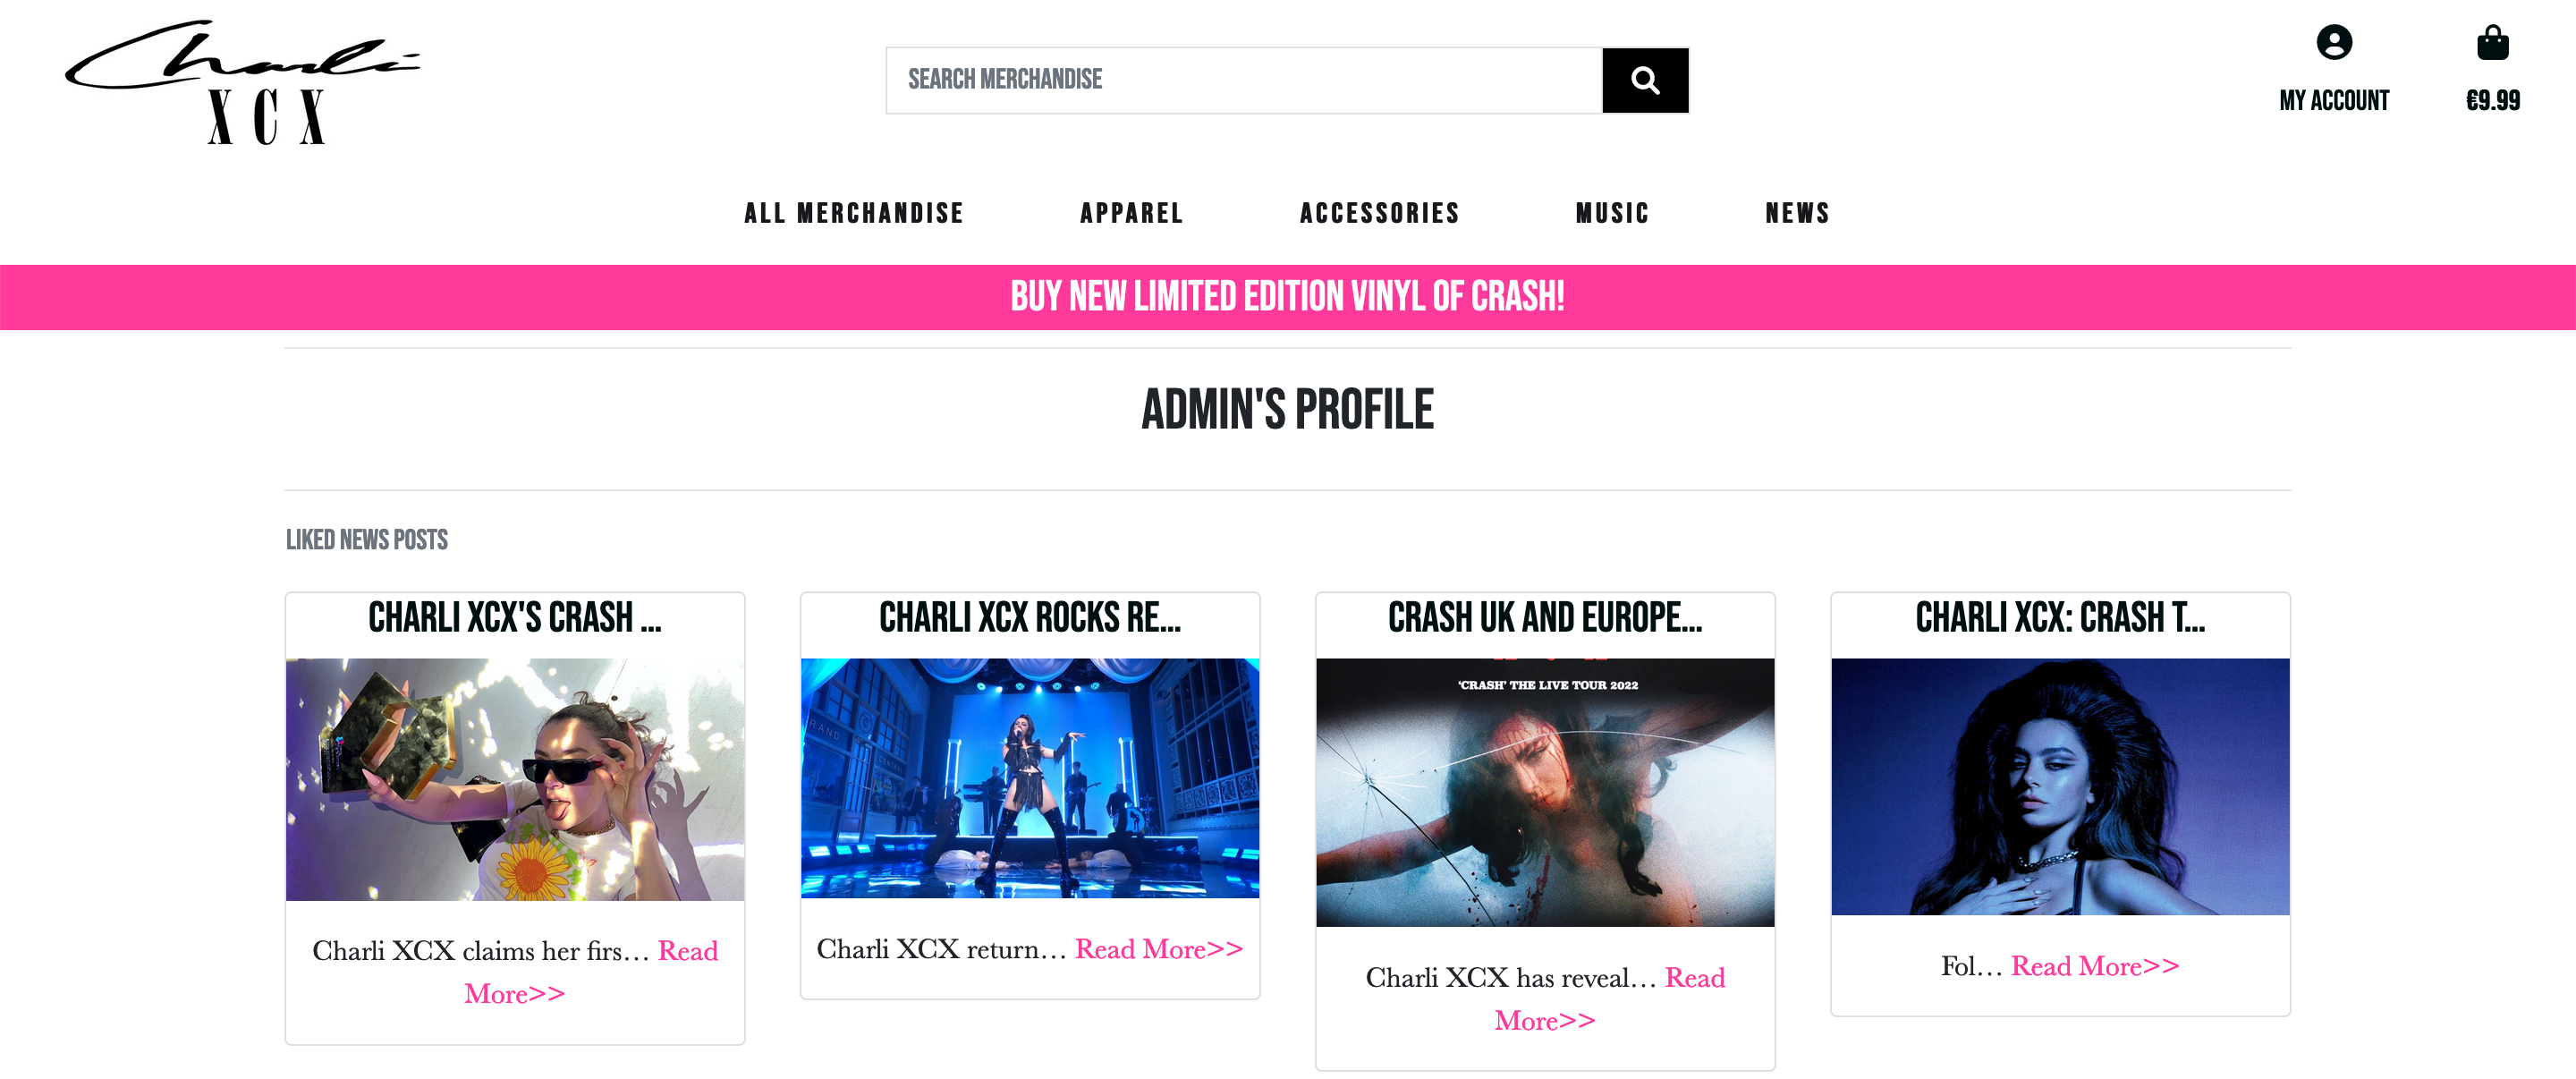 Charli
XCX
SEARCH MERCHANDISE
MY ACCOUNT
€9.99
ALL MERCHANDISE
APPAREL
ACCESSORIES
MUSIC
NEWS
BUY NEW LIMITED EDITION VINYL OF CRASH!
ADMIN'S PROFILE
LIKED NEWS POSTS
CHARLI XCX'S CRASH ...
Charli XCX claims her firs… Read
More>>
CHARLI XCX ROCKS RE...
RAND
CENTRAL
Charli XCX return… Read More>>
CRASH UK AND EUROPE...
'CRASH' THE LIVE TOUR 2022
Charli XCX has reveal… Read
More>>
CHARLI XCX: CRASH T...
Fol… Read More>>